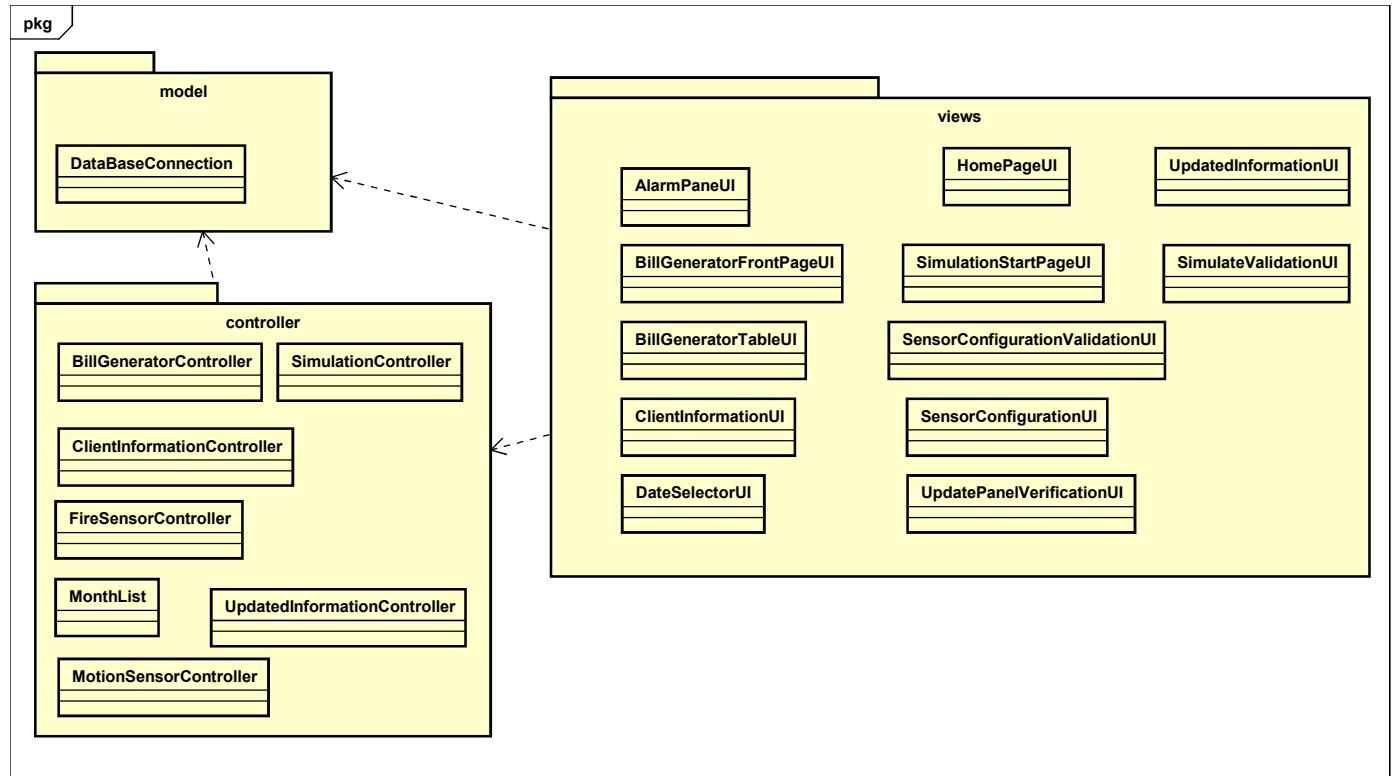 pkg
model
DataBaseConnection
controller
BillGeneratorController
SimulationController
ClientInformationController
FireSensorController
MonthList
UpdatedInformationController
MotionSensorController
views
AlarmPaneUI
HomePageUI
UpdatedInformationUI
BillGeneratorFrontPageUI
SimulationStartPageUI
SimulateValidationUI
BillGeneratorTableUI
SensorConfigurationValidationUI
ClientInformationUI
SensorConfigurationUI
DateSelectorUI
UpdatePanelVerificationUI